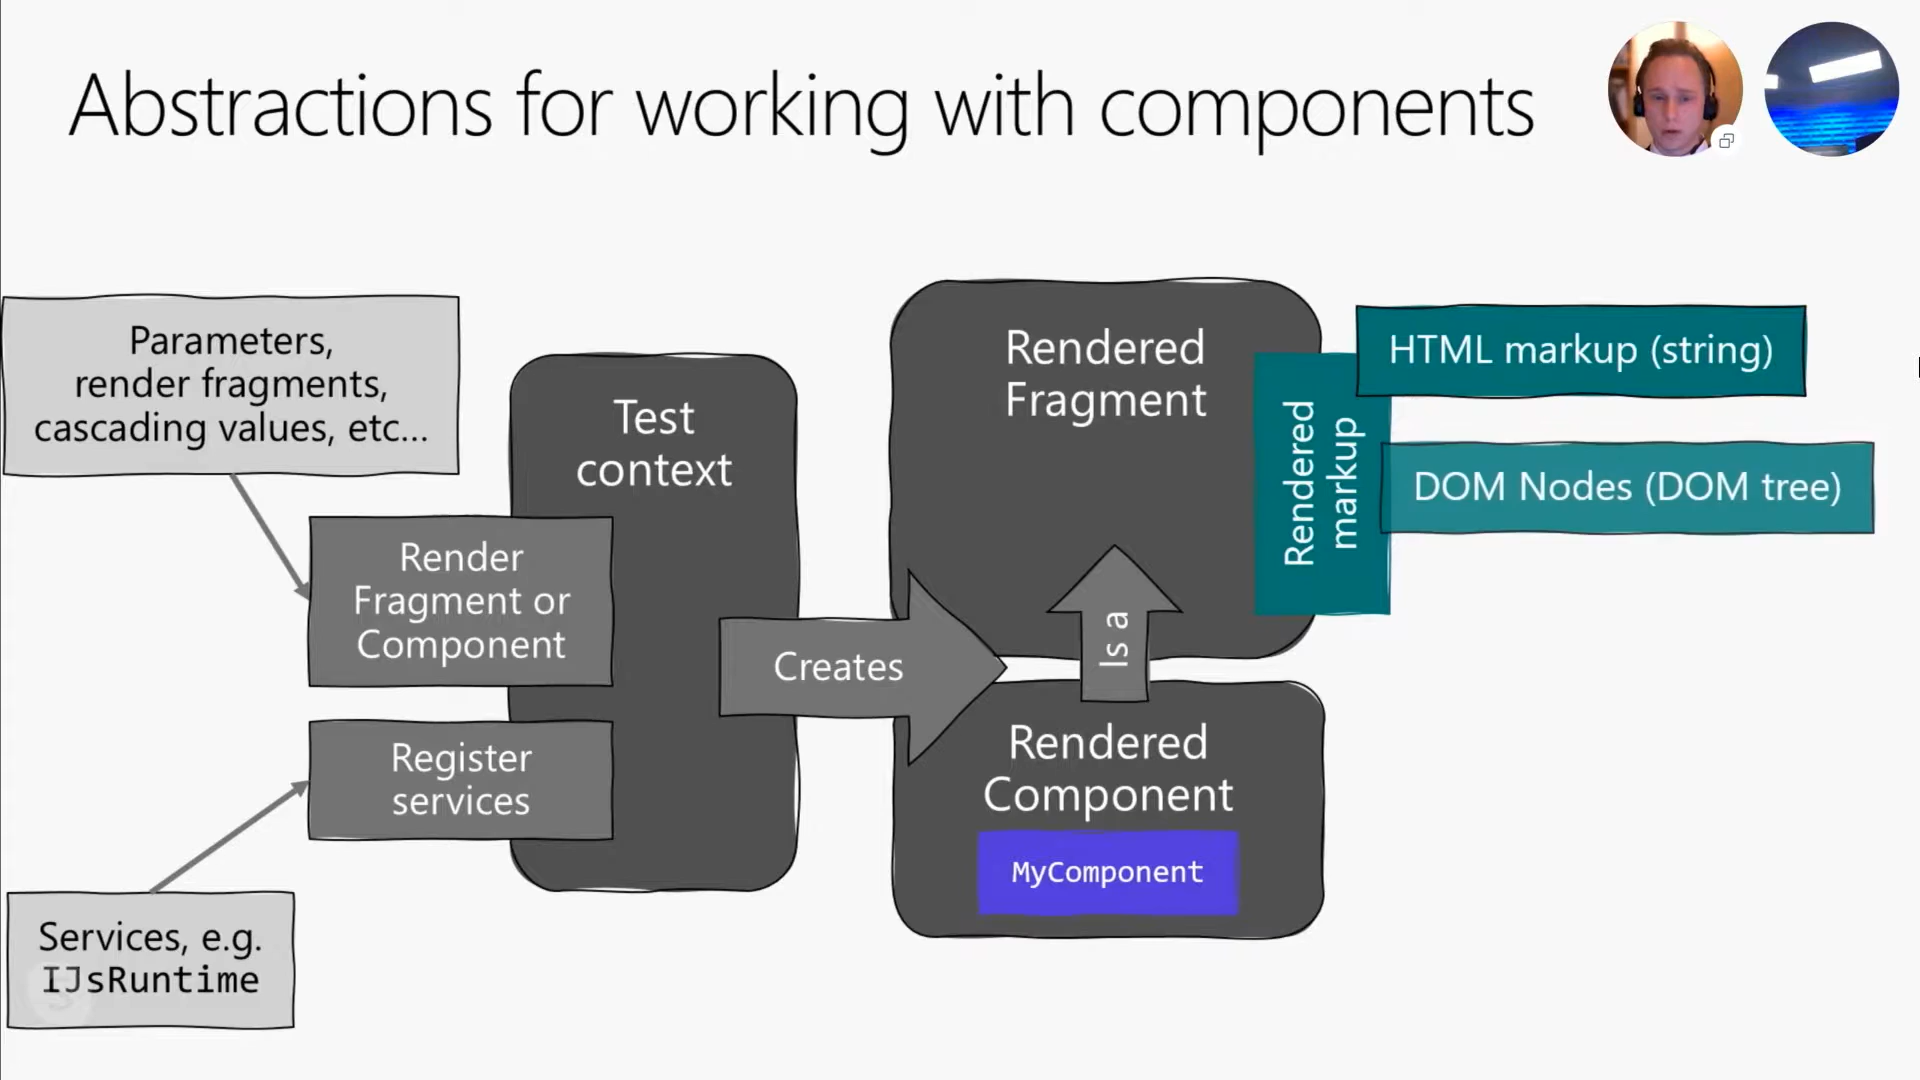 Abstractions for working with components
Parameters,
render fragments,
cascading values, etc...
Test
context
Render
Fragment or
Component
Register
services
Services, e.g.
IJsRuntime
Creates
Rendered
Fragment
Is a
Rendered
Component
MyComponent
Rendered
markup
HTML markup (string)
DOM Nodes (DOM tree)